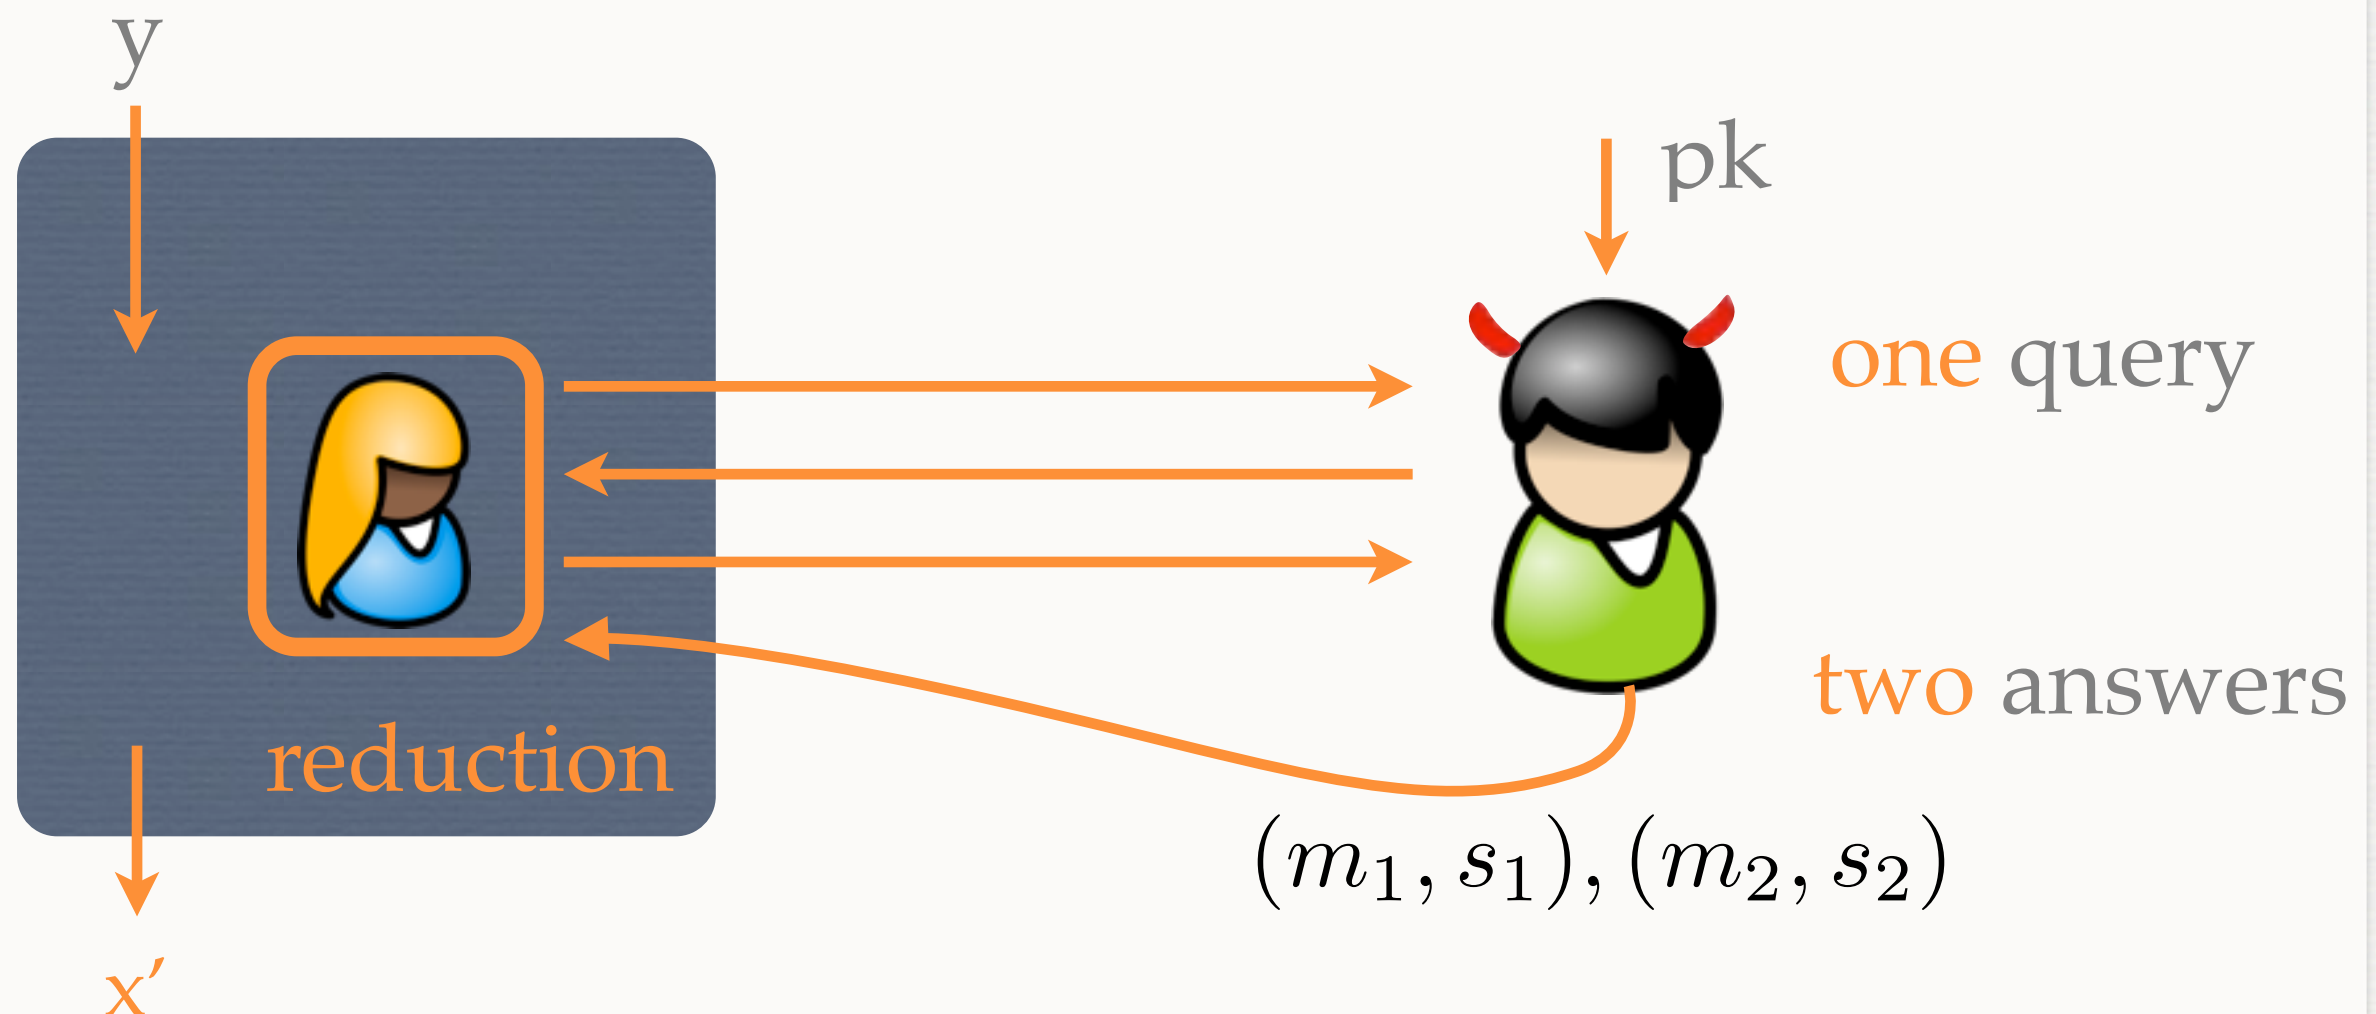 y
pk
one query
two answers
reduction
(m₁, s₁), (m₂, s₂)
x′